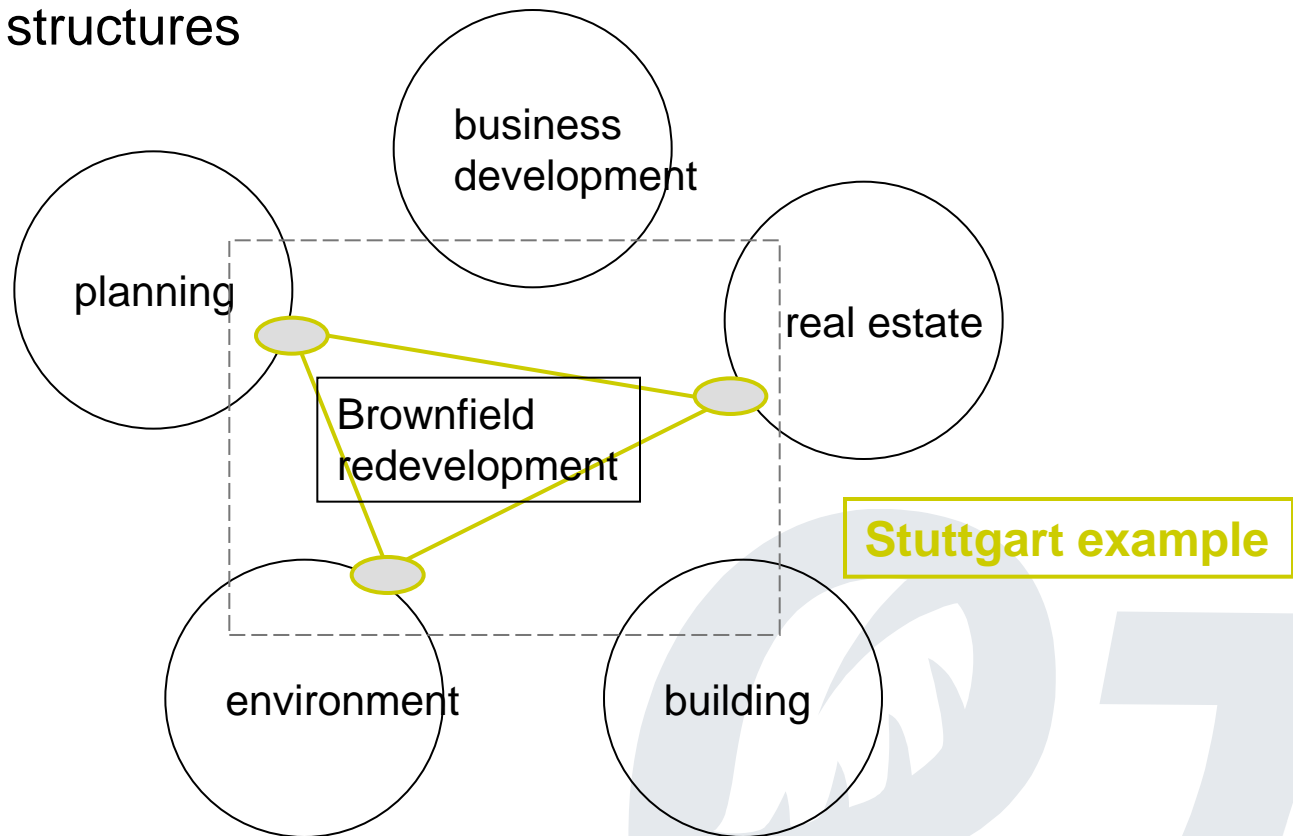 structures
business
development
planning
real estate
Brownfield
redevelopment
Stuttgart example
environment
building